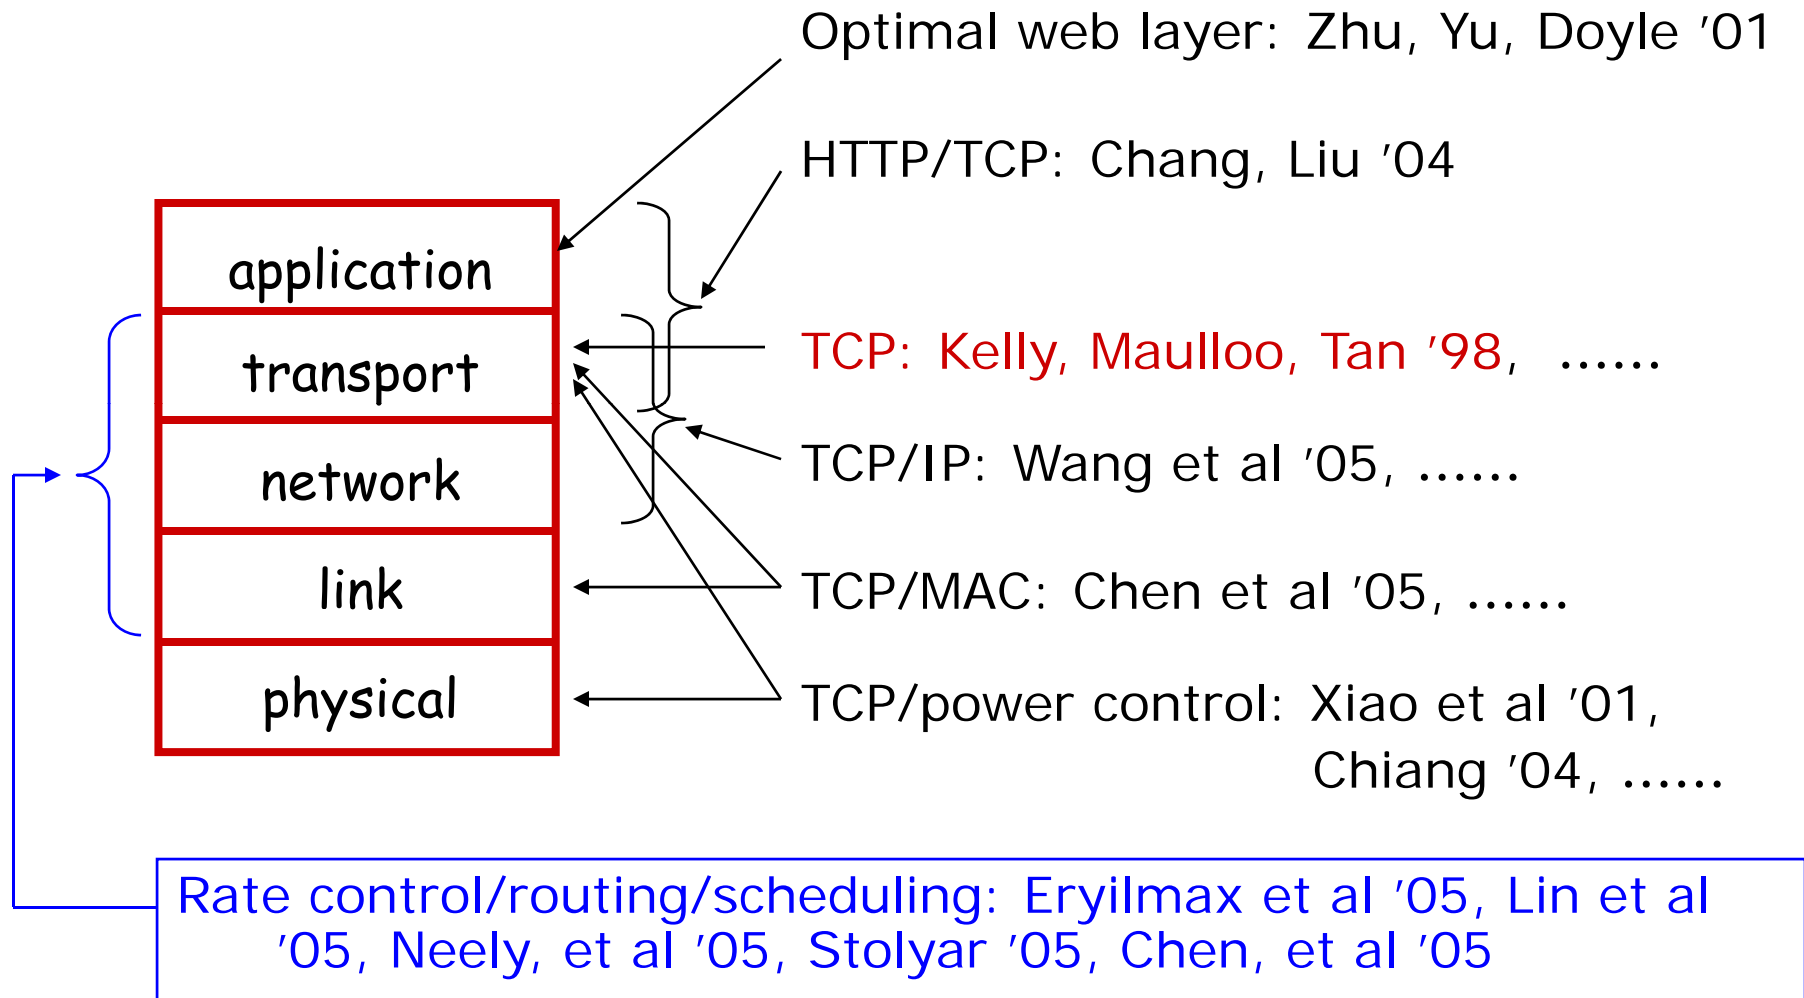 Optimal web layer: Zhu, Yu, Doyle '01
HTTP/TCP: Chang, Liu '04
application
transport
network
link
physical
TCP: Kelly, Maulloo, Tan '98, ......
TCP/IP: Wang et al '05, ......
TCP/MAC: Chen et al '05, ......
TCP/power control: Xiao et al '01,
Chiang '04, ......
Rate control/routing/scheduling: Eryilmax et al '05, Lin et al
'05, Neely, et al '05, Stolyar '05, Chen, et al '05